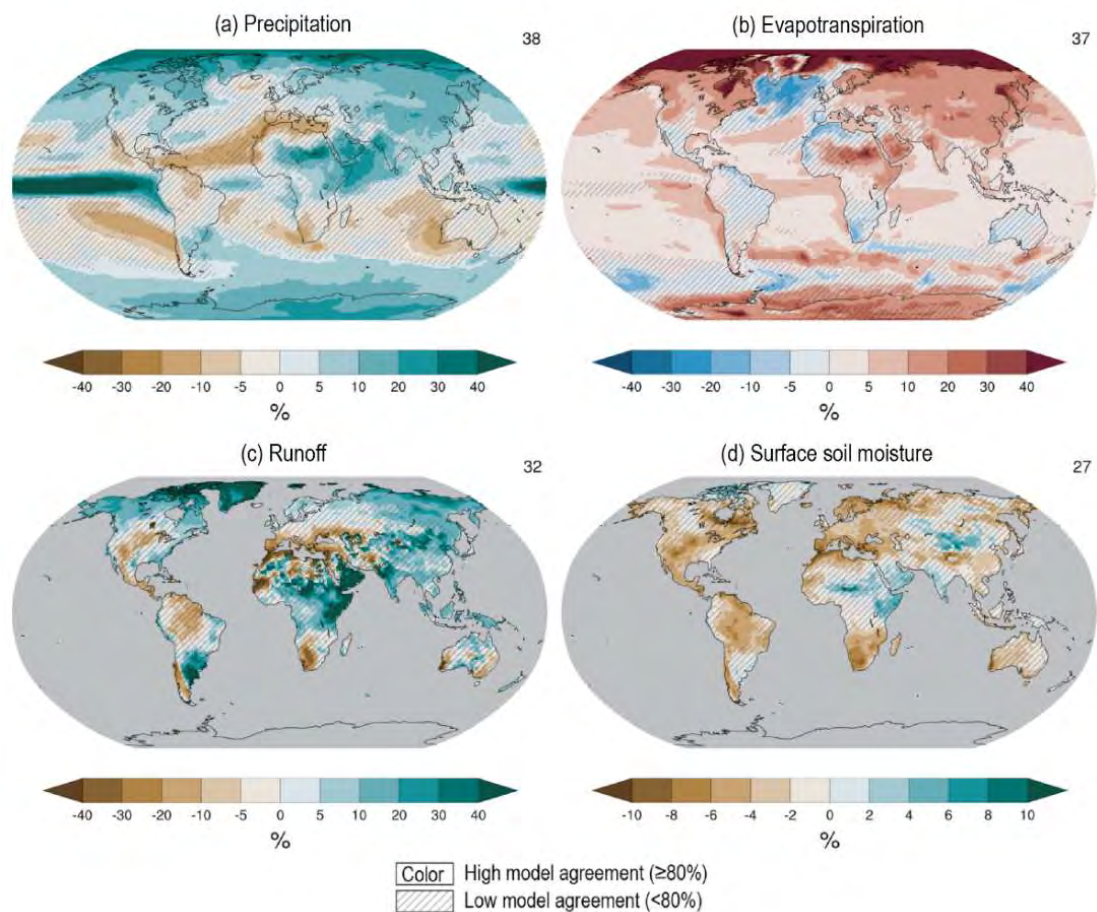 (a) Precipitation
38
(b) Evapotranspiration
37
-40 -30 -20 -10 -5 0 5 10 20 30 40
%
-40 -30 -20 -10 -5 0 5 10 20 30 40
%
(c) Runoff
32
(d) Surface soil moisture
27
-40 -30 -20 -10 -5 0 5 10 20 30 40
%
-10 -8 -6 -4 -2 0 2 4 6 8 10
%
Color High model agreement (≥80%)
Low model agreement (<80%)